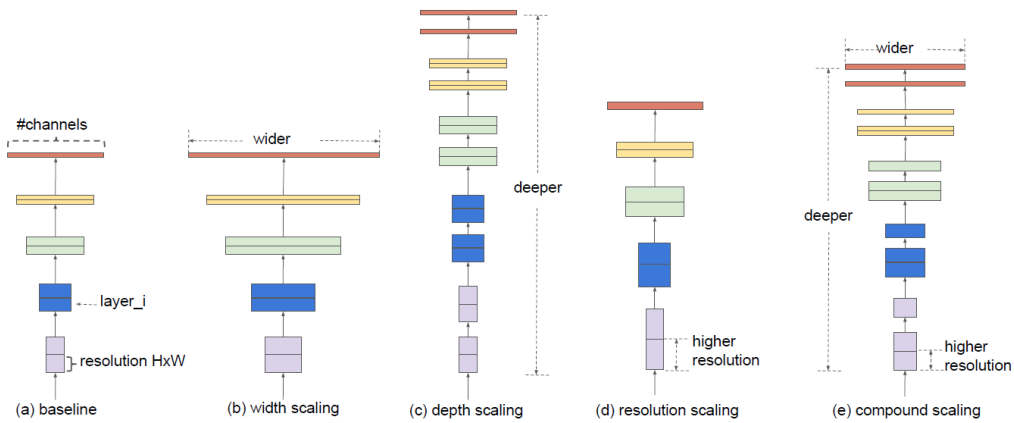 #channels
layer_i
resolution HxW
(a) baseline
wider
(b) width scaling
deeper
(c) depth scaling
higher
resolution
(d) resolution scaling
wider
deeper
higher
resolution
(e) compound scaling